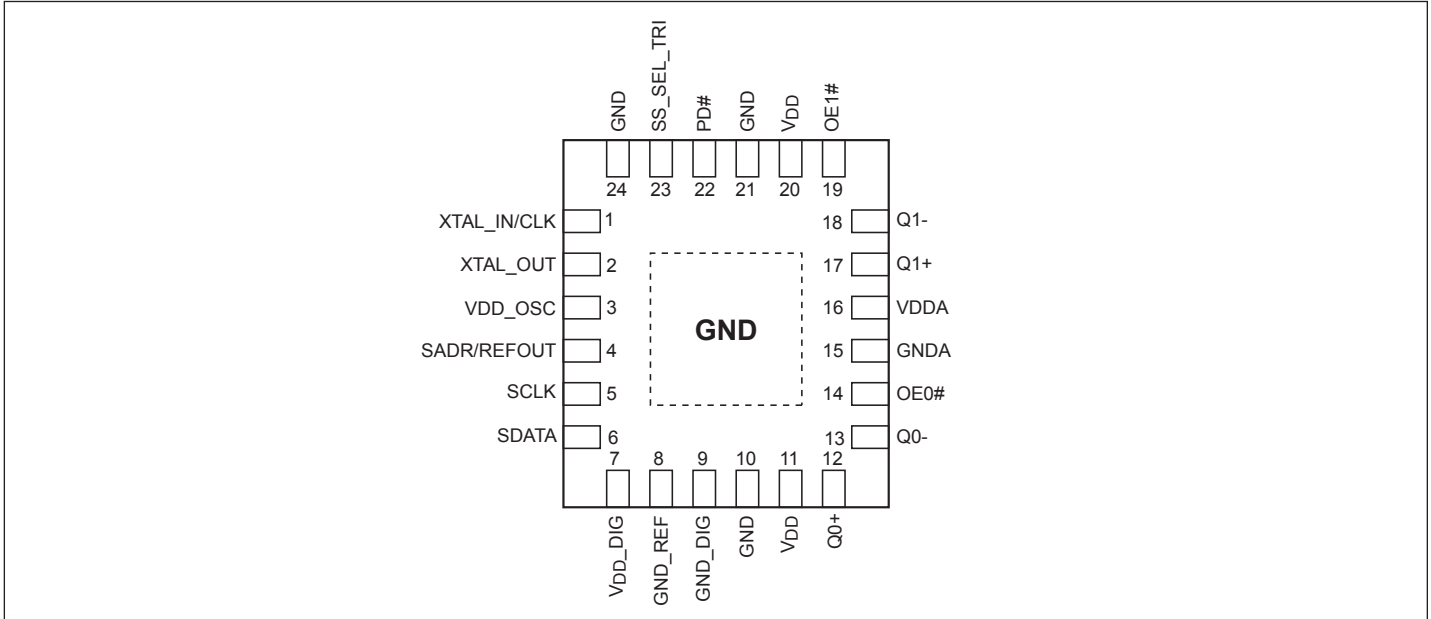 GND
SS_SEL_TRI
PD#
GND
VDD
OE1#
24
23
22
21
20
19
XTAL_IN/CLK
1
18
Q1-
XTAL_OUT
2
17
Q1+
VDD_OSC
3
16
VDDA
GND
SADR/REFOUT
4
15
GNDA
SCLK
5
14
OE0#
SDATA
6
13
Q0-
7
8
9
10
11
12
VDD_DIG
GND_REF
GND_DIG
GND
VDD
Q0+